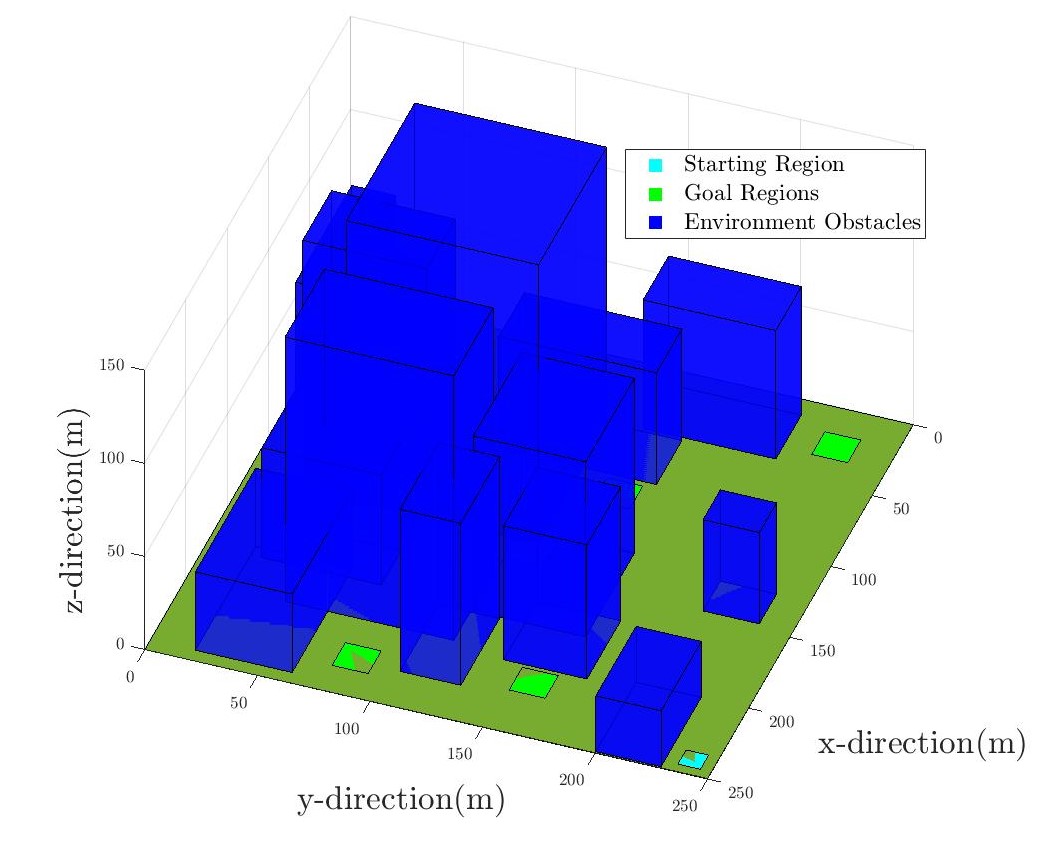 Starting Region
Goal Regions
Environment Obstacles
150
100
50
0
z-direction(m)
0
50
100
150
200
250
y-direction(m)
0
50
100
150
200
250
x-direction(m)